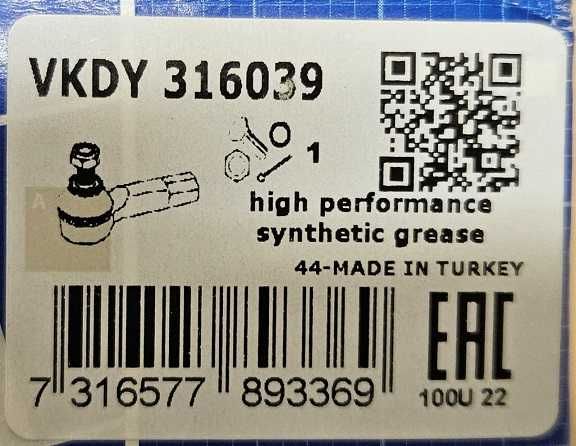 VKDY 316039
1
high performance
synthetic grease
44-MADE IN TURKEY
EAC
7 316577 893369
100U 22